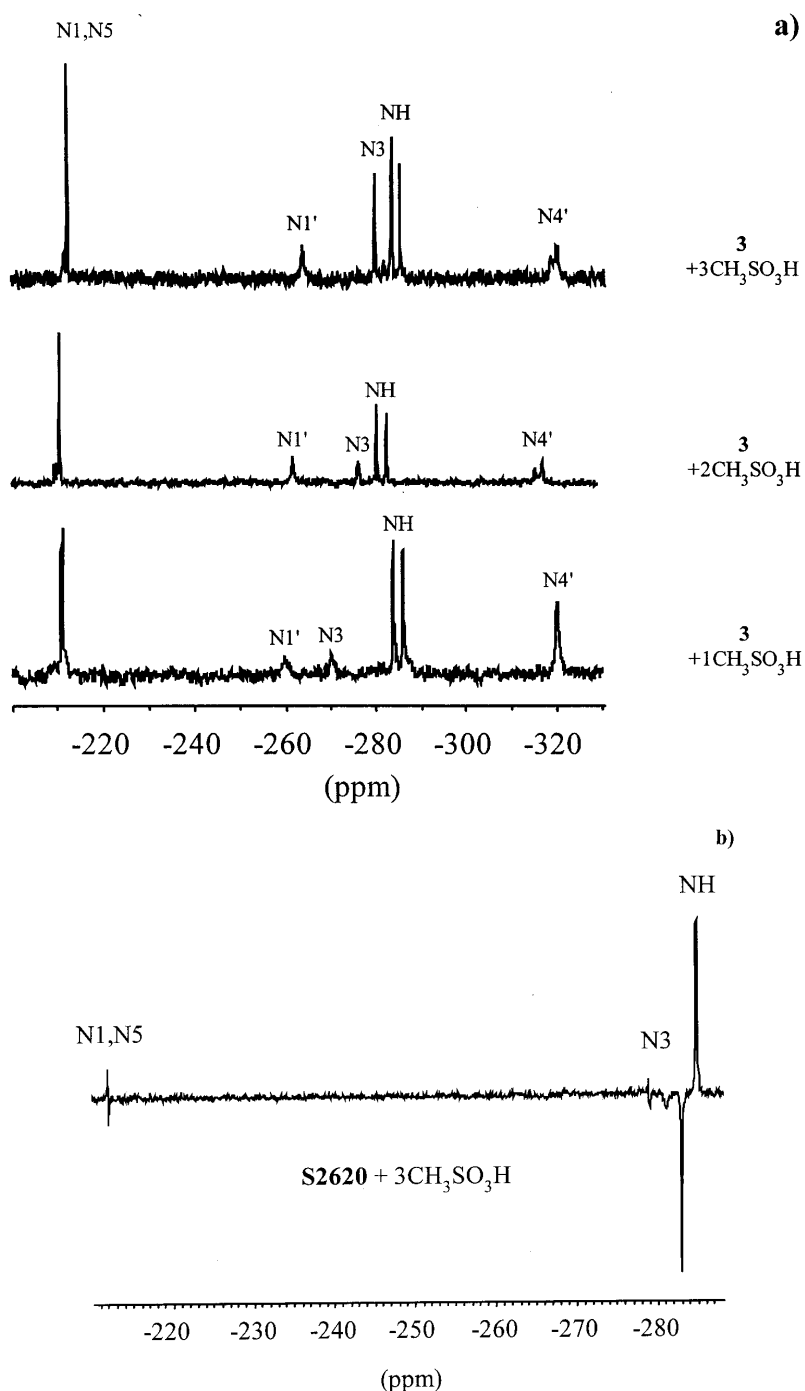 a)
N1,N5
N1'
N3
NH
N4'
3
+3CH₃SO₃H
N1'
N3
NH
N4'
3
+2CH₃SO₃H
N1'
N3
NH
N4'
3
+1CH₃SO₃H
-220 -240 -260 -280 -300 -320
(ppm)
b)
N1,N5
N3
NH
S2620 + 3CH₃SO₃H
-220 -230 -240 -250 -260 -270 -280
(ppm)